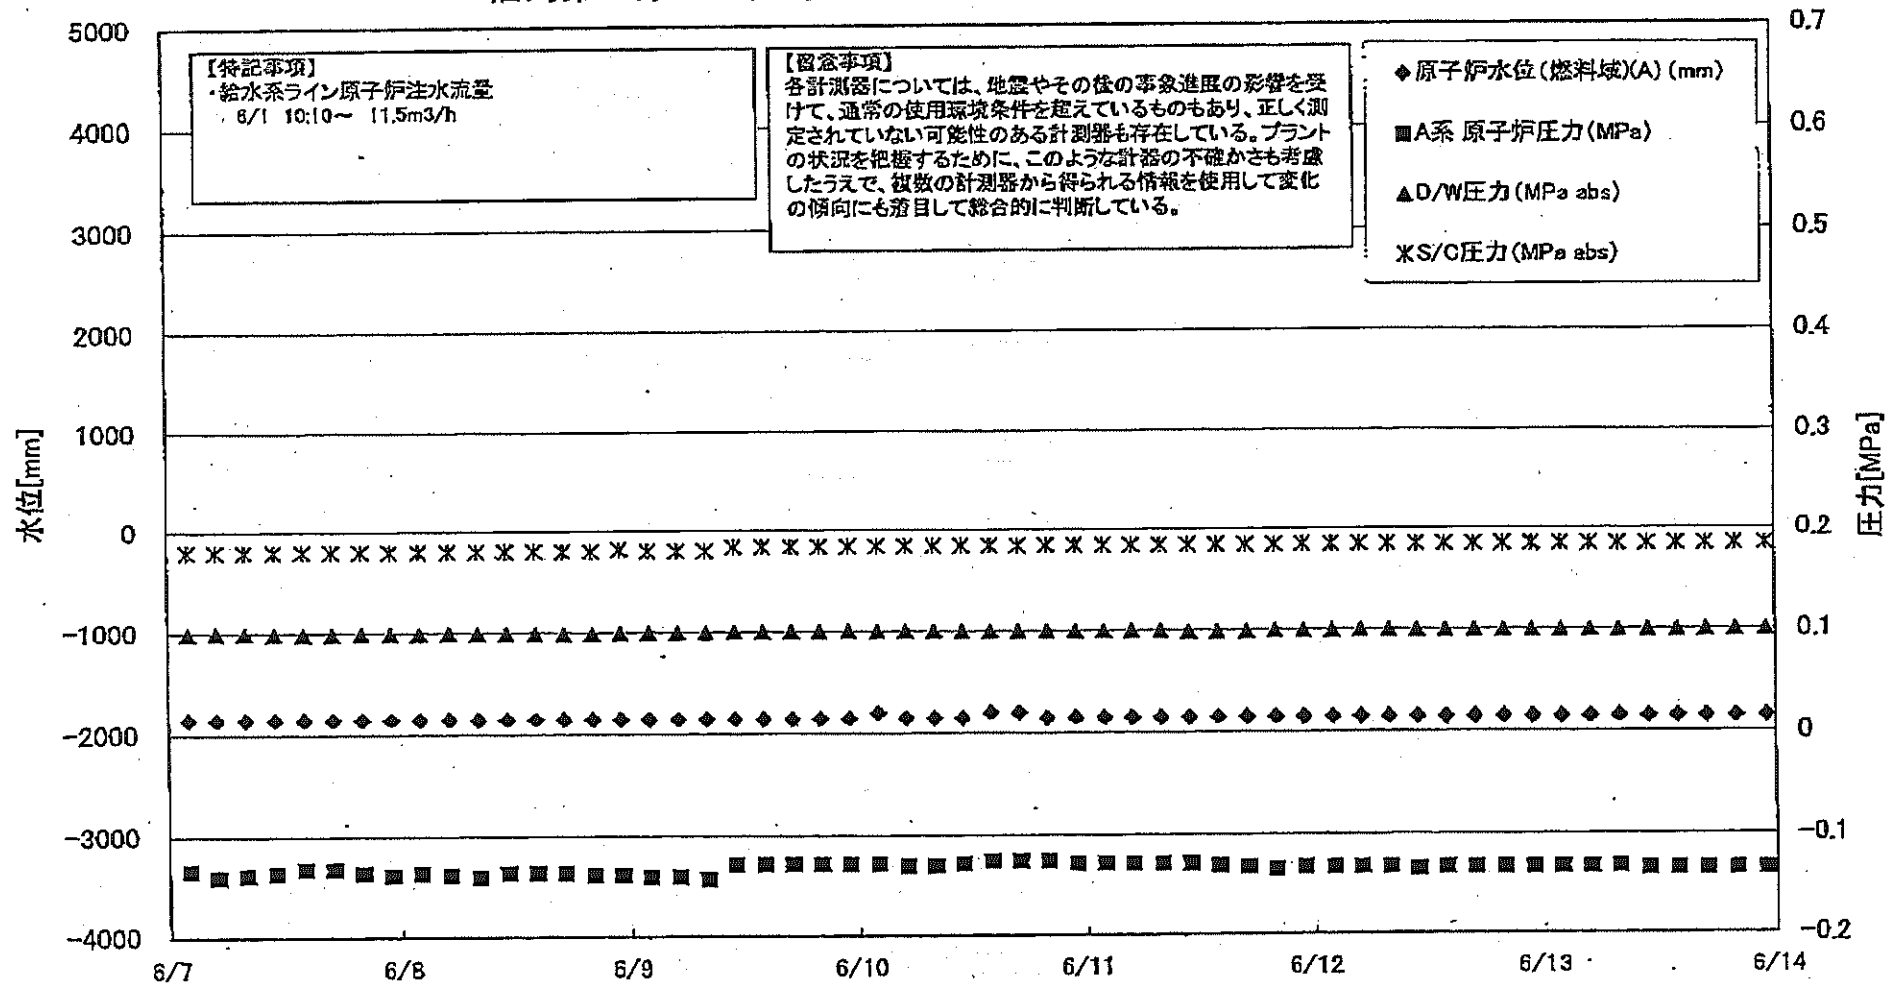 5000
4000
3000
2000
1000
0
-1000
-2000
-3000
-4000
水位[mm]
【特記事項】
・給水系ライン原子炉注水流量
6/1 10:10～ 11.5m3/h
【留意事項】
各計測器については、地震やその後の事象進展の影響を受
けて、通常の使用環境条件を超えているものもあり、正しく測
定されていない可能性のある計測器も存在している。プラント
の状況を把握するために、このような計器の不確かさも考慮
したうえで、複数の計測器から得られる情報を使用して変化
の傾向にも着目して総合的に判断している。
◆原子炉水位(燃料域)(A)(mm)
■A系 原子炉圧力(MPa)
▲D/W圧力(MPa abs)
S/C圧力(MPa abs)
0.7
0.6
0.5
0.4
0.3
0.2
0.1
0
-0.1
-0.2
圧力[MPa]
6/7 6/8 6/9 6/10 6/11 6/12 6/13 6/14